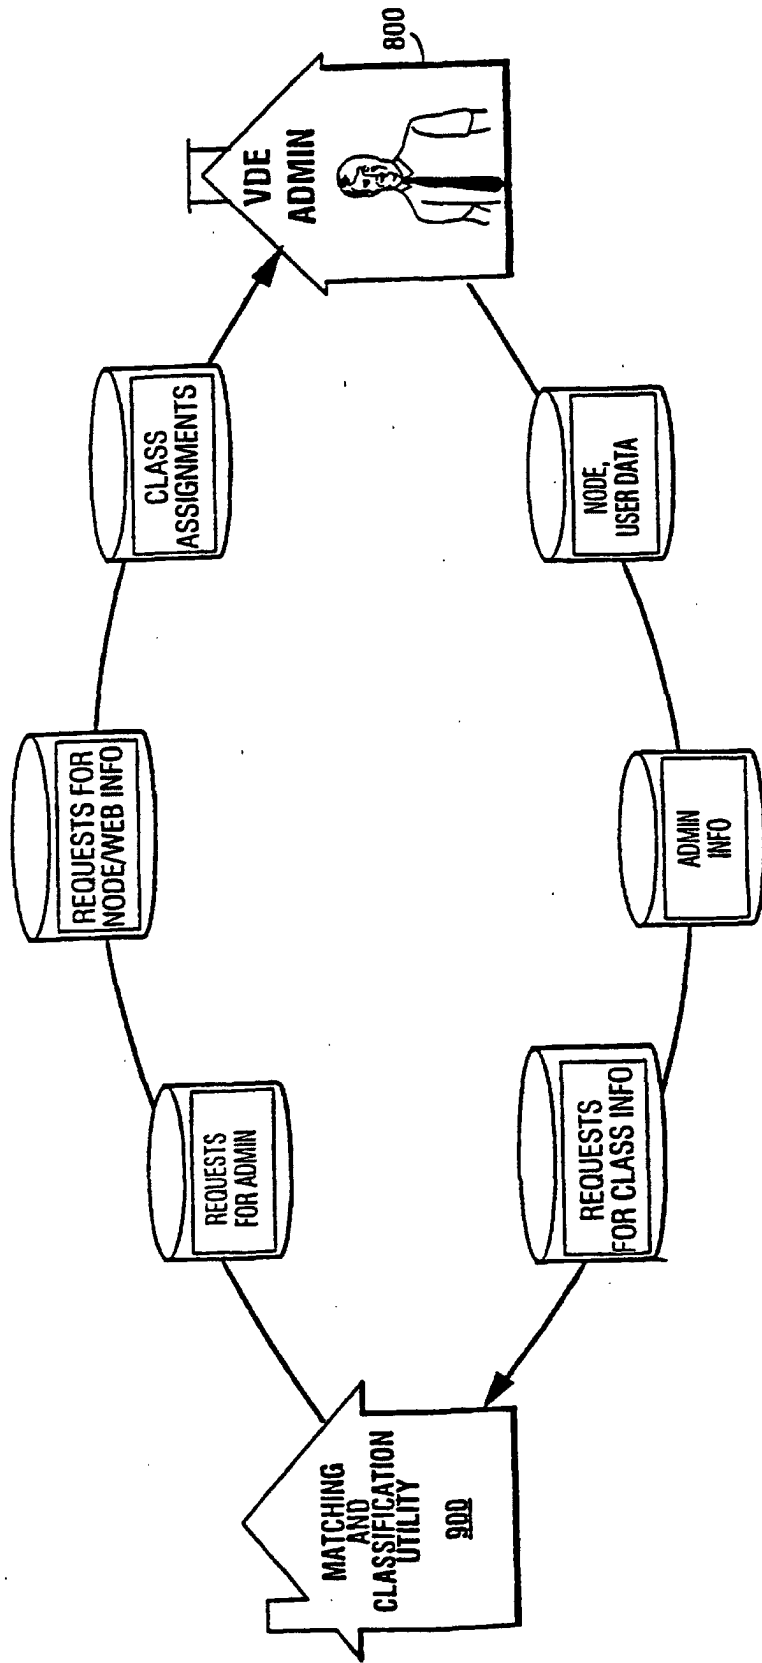 MATCHING
AND
CLASSIFICATION
UTILITY
900
REQUESTS
FOR ADMIN
REQUESTS FOR
NODE/WEB INFO
CLASS
ASSIGNMENTS
VDE
ADMIN
800
NODE,
USER DATA
ADMIN
INFO
REQUESTS
FOR CLASS INFO